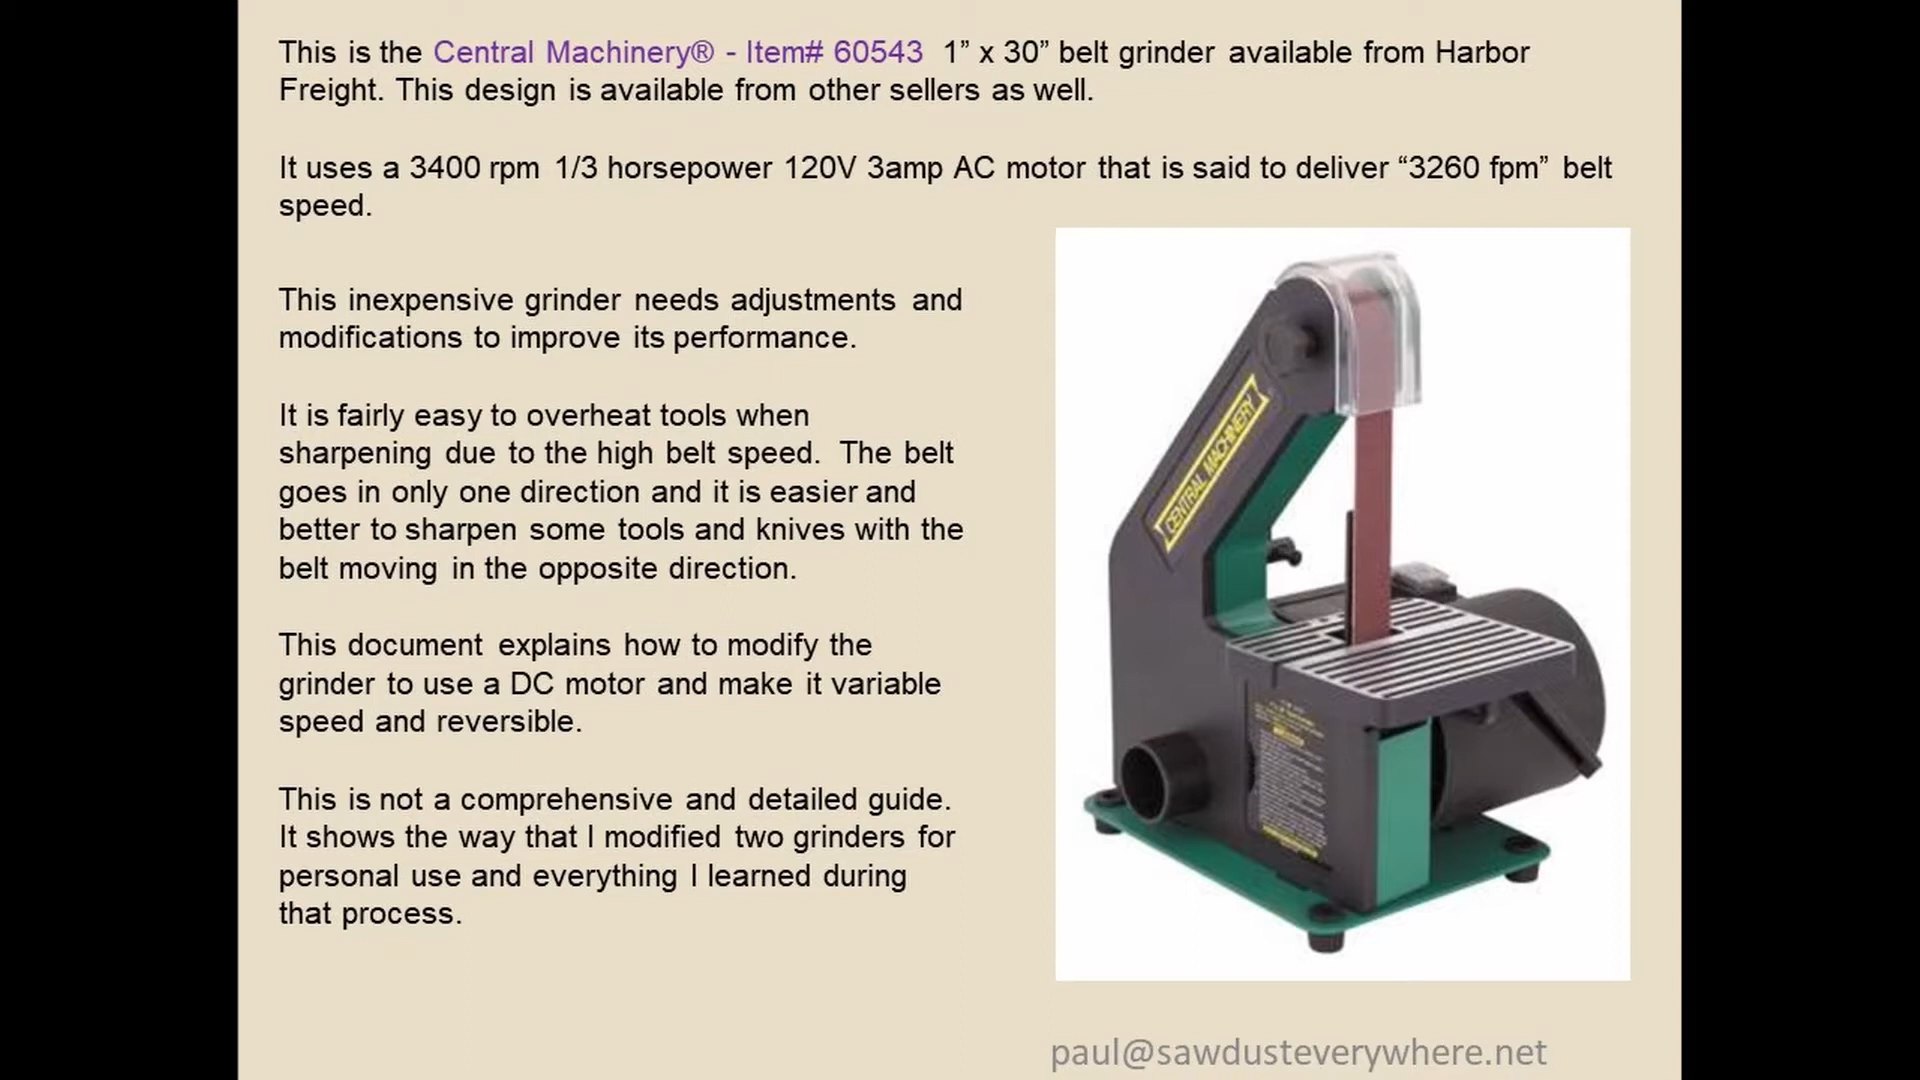 This is the Central Machinery® - Item# 60543 1” x 30” belt grinder available from Harbor
Freight. This design is available from other sellers as well.
It uses a 3400 rpm 1/3 horsepower 120V 3amp AC motor that is said to deliver “3260 fpm” belt
speed.
This inexpensive grinder needs adjustments and
modifications to improve its performance.
It is fairly easy to overheat tools when
sharpening due to the high belt speed. The belt
goes in only one direction and it is easier and
better to sharpen some tools and knives with the
belt moving in the opposite direction.
This document explains how to modify the
grinder to use a DC motor and make it variable
speed and reversible.
This is not a comprehensive and detailed guide.
It shows the way that I modified two grinders for
personal use and everything I learned during
that process.
CENTRAL MACHINERY
paul@sawdusteverywhere.net